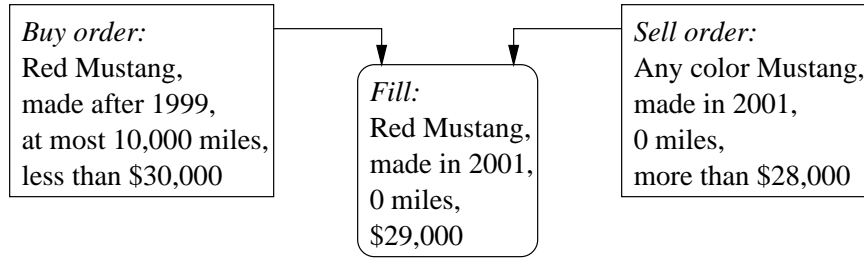 Buy order:
Red Mustang,
made after 1999,
at most 10,000 miles,
less than $30,000
Fill:
Red Mustang,
made in 2001,
0 miles,
$29,000
Sell order:
Any color Mustang,
made in 2001,
0 miles,
more than $28,000